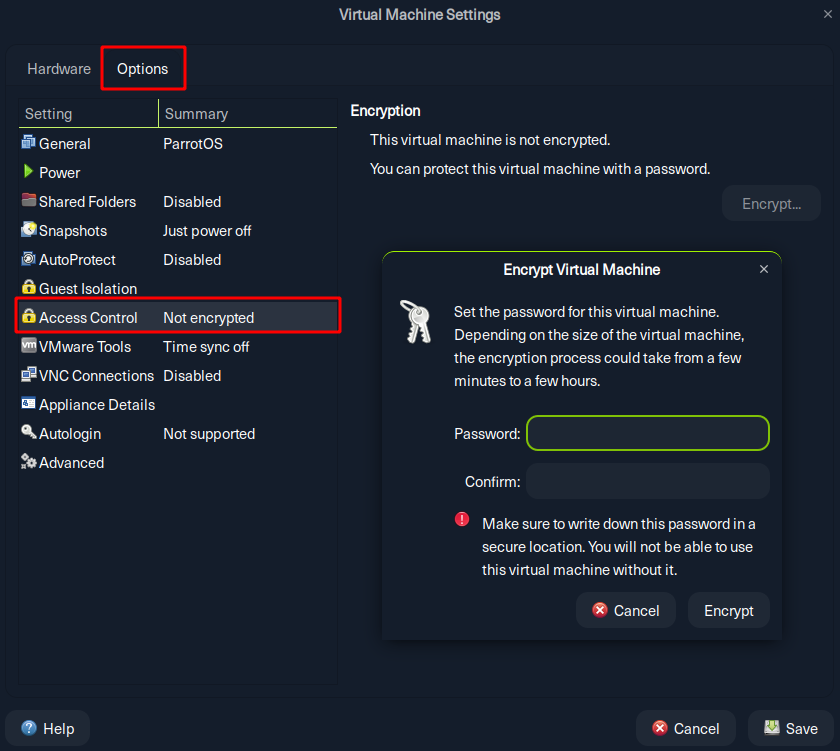 Virtual Machine Settings
Hardware Options
Setting Summary
General ParrotOS
Power
Shared Folders Disabled
Snapshots Just power off
AutoProtect Disabled
Guest Isolation
Access Control Not encrypted
VMware Tools Time sync off
VNC Connections Disabled
Appliance Details
Autologin Not supported
Advanced
Encryption
This virtual machine is not encrypted.
You can protect this virtual machine with a password.
Encrypt...
Encrypt Virtual Machine
Set the password for this virtual machine.
Depending on the size of the virtual machine,
the encryption process could take from a few
minutes to a few hours.
Password:
Confirm:
Make sure to write down this password in a
secure location. You will not be able to use
this virtual machine without it.
Cancel Encrypt
Help Cancel Save